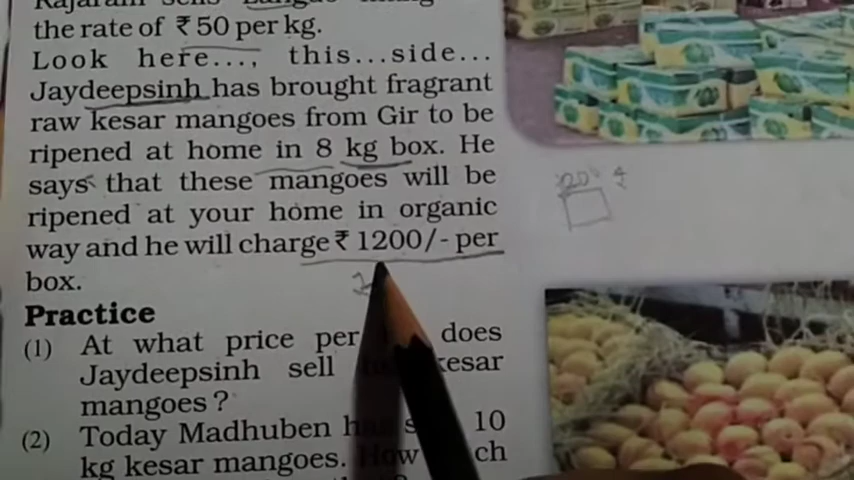 the rate of ₹ 50 per kg.
Look here..., this...side...
Jaydeepsinh has brought fragrant
raw kesar mangoes from Gir to be
ripened at home in 8 kg box. He
says that these mangoes will be
ripened at your home in organic
way and he will charge ₹ 1200/- per
box.
Practice
(1) At what price per does
Jaydeepsinh sell kesar
mangoes ?
(2) Today Madhuben 10
kg kesar mangoes.